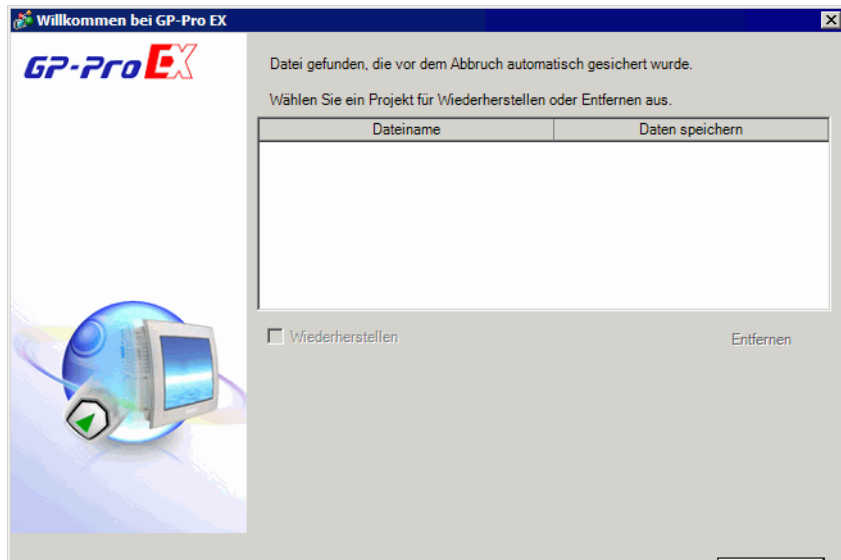 Willkommen bei GP-Pro EX
GP-Pro EX
Datei gefunden, die vor dem Abbruch automatisch gesichert wurde.
Wählen Sie ein Projekt für Wiederherstellen oder Entfernen aus.
Dateiname Daten speichern
Wiederherstellen
Entfernen